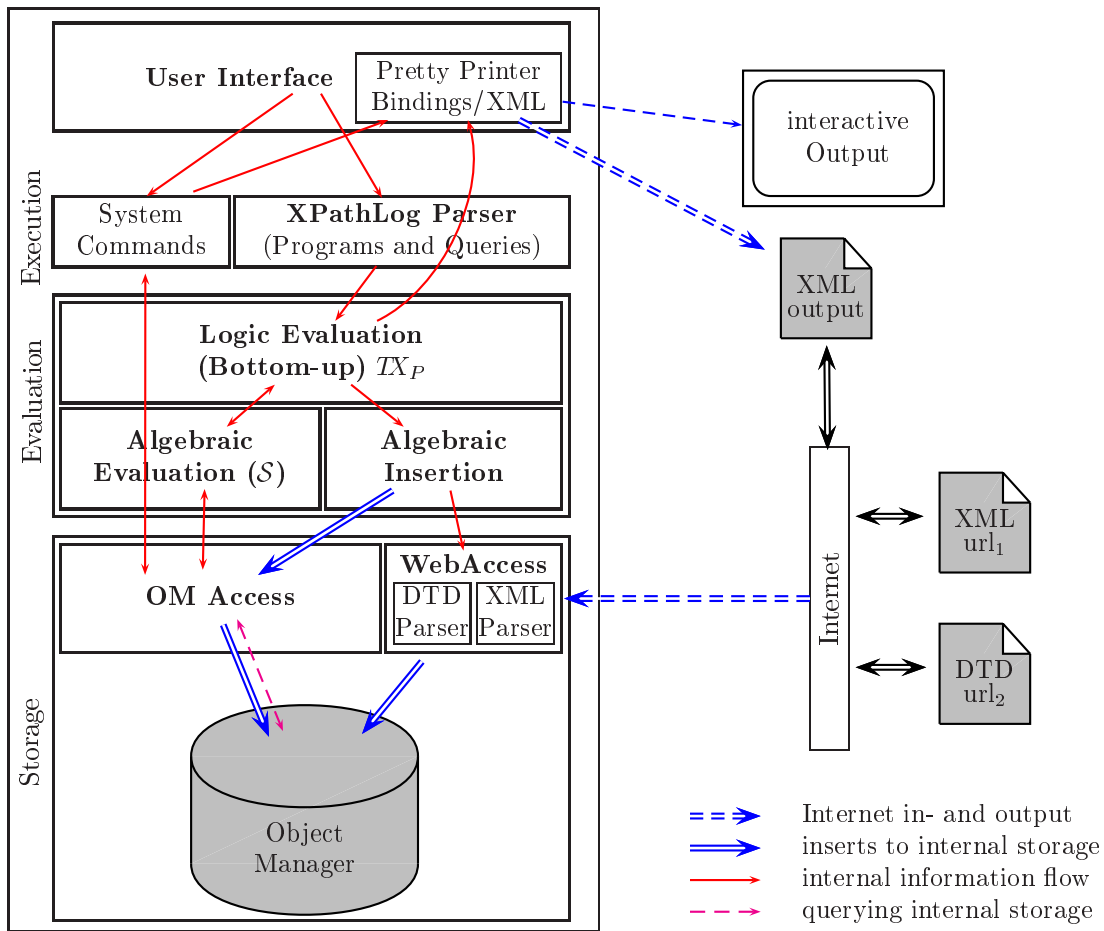 User Interface
Pretty Printer
Bindings/XML
interactive
Output
Execution
System
Commands
XPathLog Parser
(Programs and Queries)
XML
output
Evaluation
Logic Evaluation
(Bottom-up) TX_P
Algebraic
Evaluation (𝒮)
Algebraic
Insertion
Storage
OM Access
WebAccess
DTD
Parser
XML
Parser
Internet
XML
url₁
DTD
url₂
Object
Manager
Internet in- and output
inserts to internal storage
internal information flow
querying internal storage